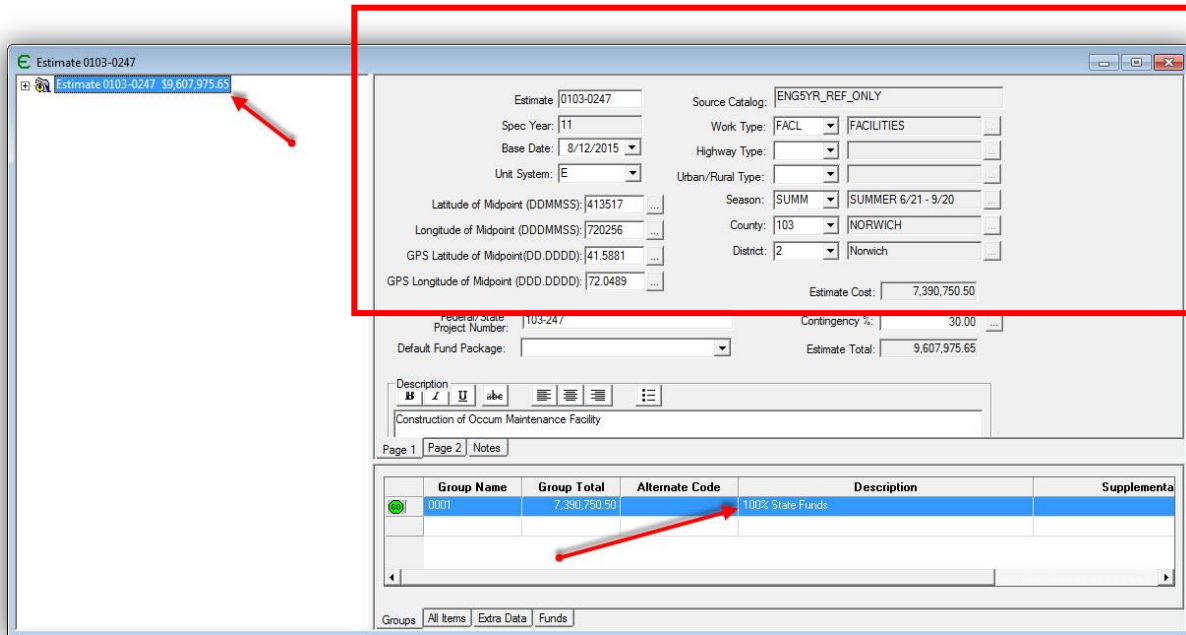 Estimate 0103-0247
Estimate 0103-0247 $9,607,975.65
Estimate 0103-0247
Source Catalog: ENG5YR_REF_ONLY
Spec Year: 11
Work Type: FACL FACILITIES
Base Date: 8/12/2015
Highway Type:
Unit System: E
Urban/Rural Type:
Latitude of Midpoint (DDMMSS): 413517
Season: SUMM SUMMER 6/21 - 9/20
Longitude of Midpoint (DDDMMSS): 720256
County: 103 NORWICH
GPS Latitude of Midpoint(DD.DDDD): 41.5881
District: 2 Norwich
GPS Longitude of Midpoint (DDD.DDDD): 72.0489
Estimate Cost: 7,390,750.50
Federal/State
Project Number: 103-247
Contingency %: 30.00
Default Fund Package:
Estimate Total: 9,607,975.65
Description
B I U abc
Construction of Occum Maintenance Facility
Page 1 Page 2 Notes
Group Name Group Total Alternate Code Description Supplementa
GO 0001 7,390,750.50 100% State Funds
Groups All Items Extra Data Funds